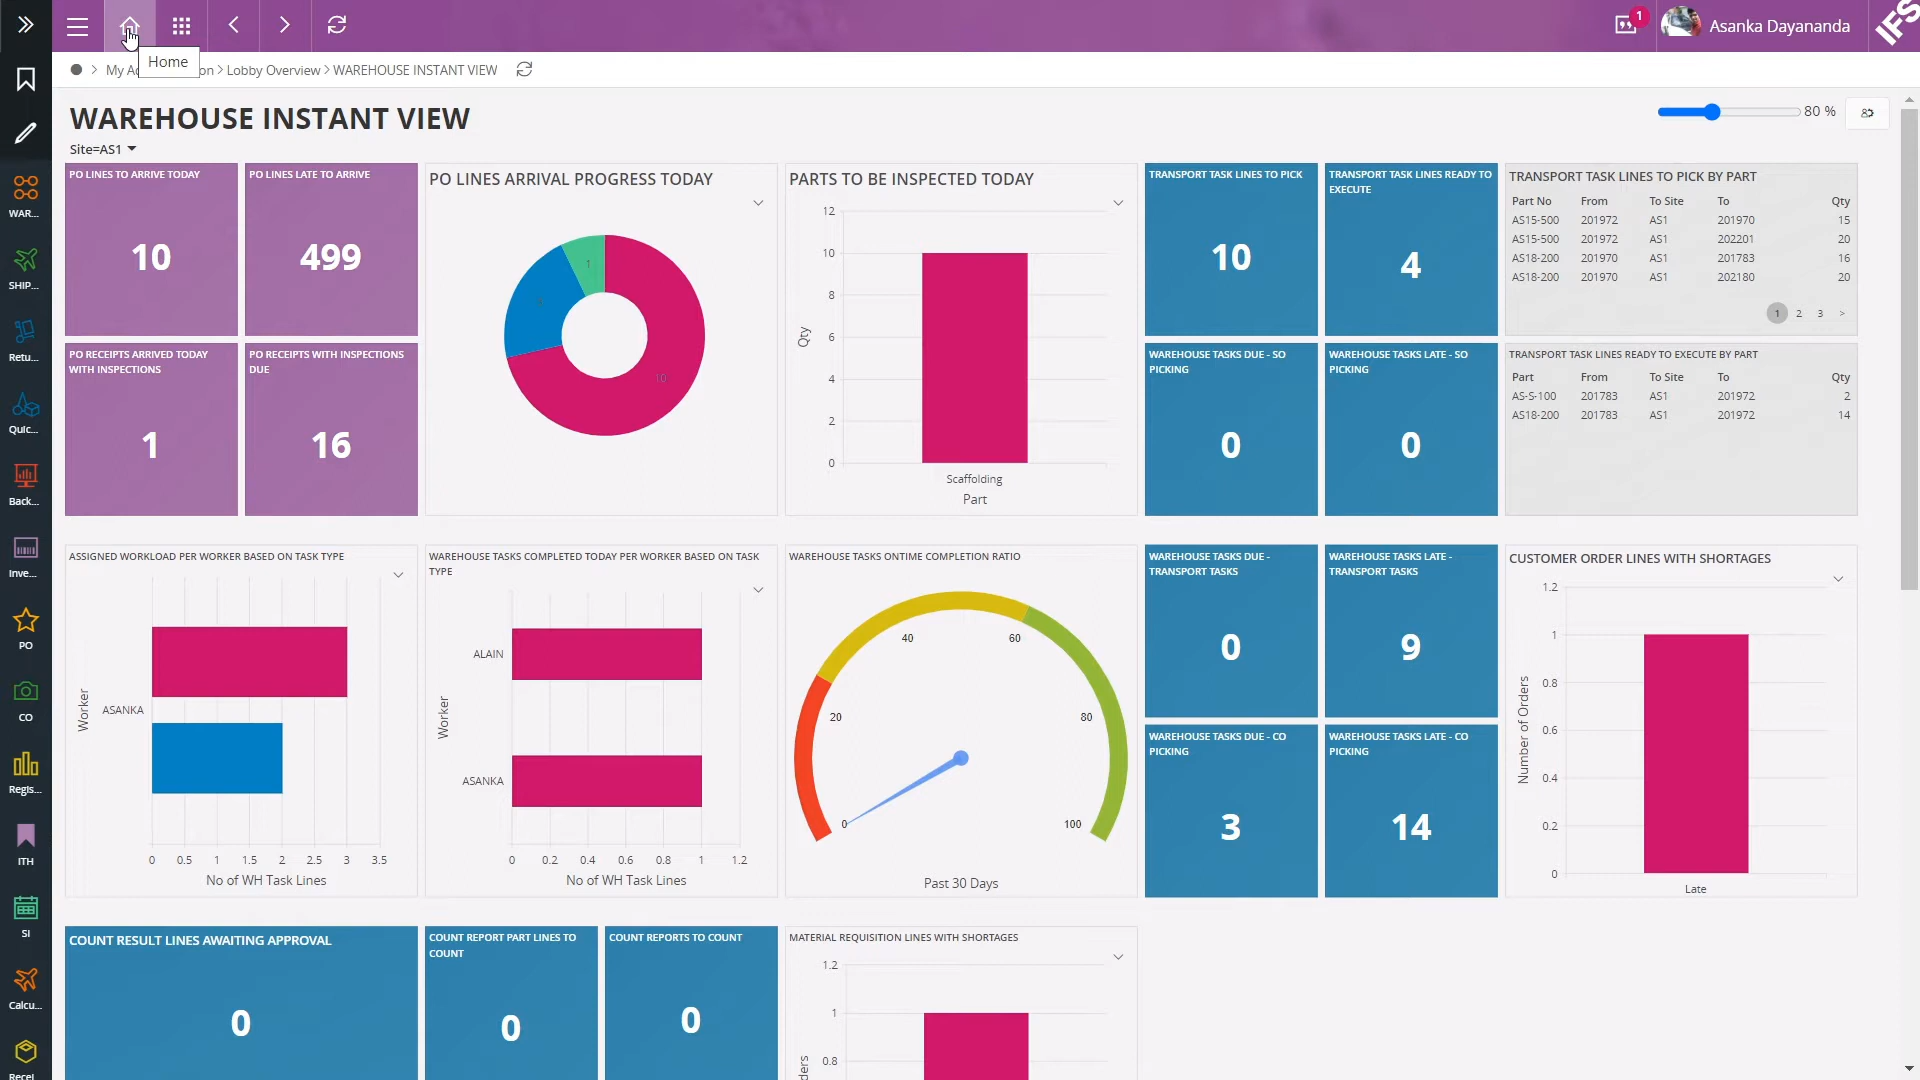 1
Asanka Dayananda
IFS
Home
My Ad
on > Lobby Overview > WAREHOUSE INSTANT VIEW
WAREHOUSE INSTANT VIEW
80 %
Site=AS1
WAR...
SHIP...
Retu...
Quic...
Back...
Inve...
PO
CO
Regis...
ITH
SI
Calcu...
Recei
PO LINES TO ARRIVE TODAY
10
PO LINES LATE TO ARRIVE
499
PO RECEIPTS ARRIVED TODAY
WITH INSPECTIONS
1
PO RECEIPTS WITH INSPECTIONS
DUE
16
PO LINES ARRIVAL PROGRESS TODAY
1
10
PARTS TO BE INSPECTED TODAY
12
10
8
6
4
2
0
Qty
Scaffolding
Part
TRANSPORT TASK LINES TO PICK
10
TRANSPORT TASK LINES READY TO
EXECUTE
4
WAREHOUSE TASKS DUE - SO
PICKING
0
WAREHOUSE TASKS LATE - SO
PICKING
0
TRANSPORT TASK LINES TO PICK BY PART
Part No From To Site To Qty
AS15-500 201972 AS1 201970 15
AS15-500 201972 AS1 202201 20
AS18-200 201970 AS1 201783 16
AS18-200 201970 AS1 202180 20
1 2 3 >
TRANSPORT TASK LINES READY TO EXECUTE BY PART
Part From To Site To Qty
AS-S-100 201783 AS1 201972 2
AS18-200 201783 AS1 201972 14
ASSIGNED WORKLOAD PER WORKER BASED ON TASK TYPE
Worker
ASANKA
0 0.5 1 1.5 2 2.5 3 3.5
No of WH Task Lines
WAREHOUSE TASKS COMPLETED TODAY PER WORKER BASED ON TASK
TYPE
Worker
ALAIN
ASANKA
0 0.2 0.4 0.6 0.8 1 1.2
No of WH Task Lines
WAREHOUSE TASKS ONTIME COMPLETION RATIO
0
20
40
60
80
100
Past 30 Days
WAREHOUSE TASKS DUE -
TRANSPORT TASKS
0
WAREHOUSE TASKS LATE -
TRANSPORT TASKS
9
WAREHOUSE TASKS DUE - CO
PICKING
3
WAREHOUSE TASKS LATE - CO
PICKING
14
CUSTOMER ORDER LINES WITH SHORTAGES
1.2
1
0.8
0.6
0.4
0.2
0
Number of Orders
Late
COUNT RESULT LINES AWAITING APPROVAL
0
COUNT REPORT PART LINES TO
COUNT
0
COUNT REPORTS TO COUNT
0
MATERIAL REQUISITION LINES WITH SHORTAGES
1.2
1
0.8
ders